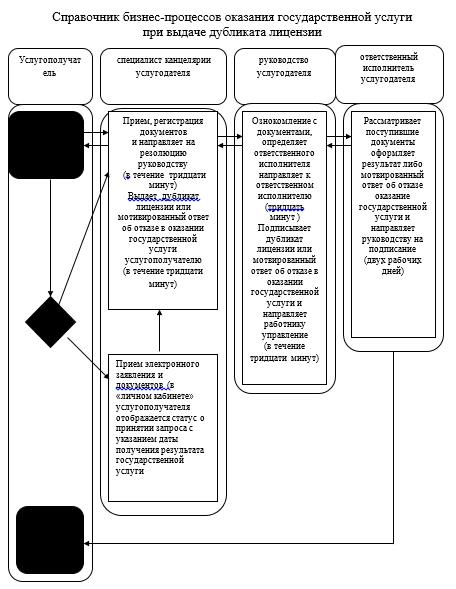 Справочник бизнес-процессов оказания государственной услуги
при выдаче дубликата лицензии
Услугополучат
ель
специалист канцелярии
услугодателя
руководство
услугодателя
ответственный
исполнитель
услугодателя
Прием, регистрация
документов
и направляет на
резолюцию
руководству
(в течение тридцати
минут)
Выдает дубликат
лицензии или
мотивированный ответ
об отказе в оказании
государственной
услуги
услугополучателю
(в течение тридцати
минут)
Ознокомление с
документами,
определяет
ответственного
исполнителя
направляет к
ответственном
исполнителю
(тридцать
минут )
Подписывает
дубликат
лицензии или
мотвированный
ответ об отказе в
оказании
государственной
услуги и
направляет
работнику
управление
(в течение
тридцати минут)
Рассматривает
поступившие
документы
оформляет
результат либо
мотивированный
ответ об отказе
оказание
государственной
услуги и
направляет
руководству на
подписание
(двух рабочих
дней)
Прием электронного
заявления и
документов (в
«личном кабинете»
услугополучателя
отображается статус о
принятии запроса с
указанием даты
получения результата
государственной
услуги